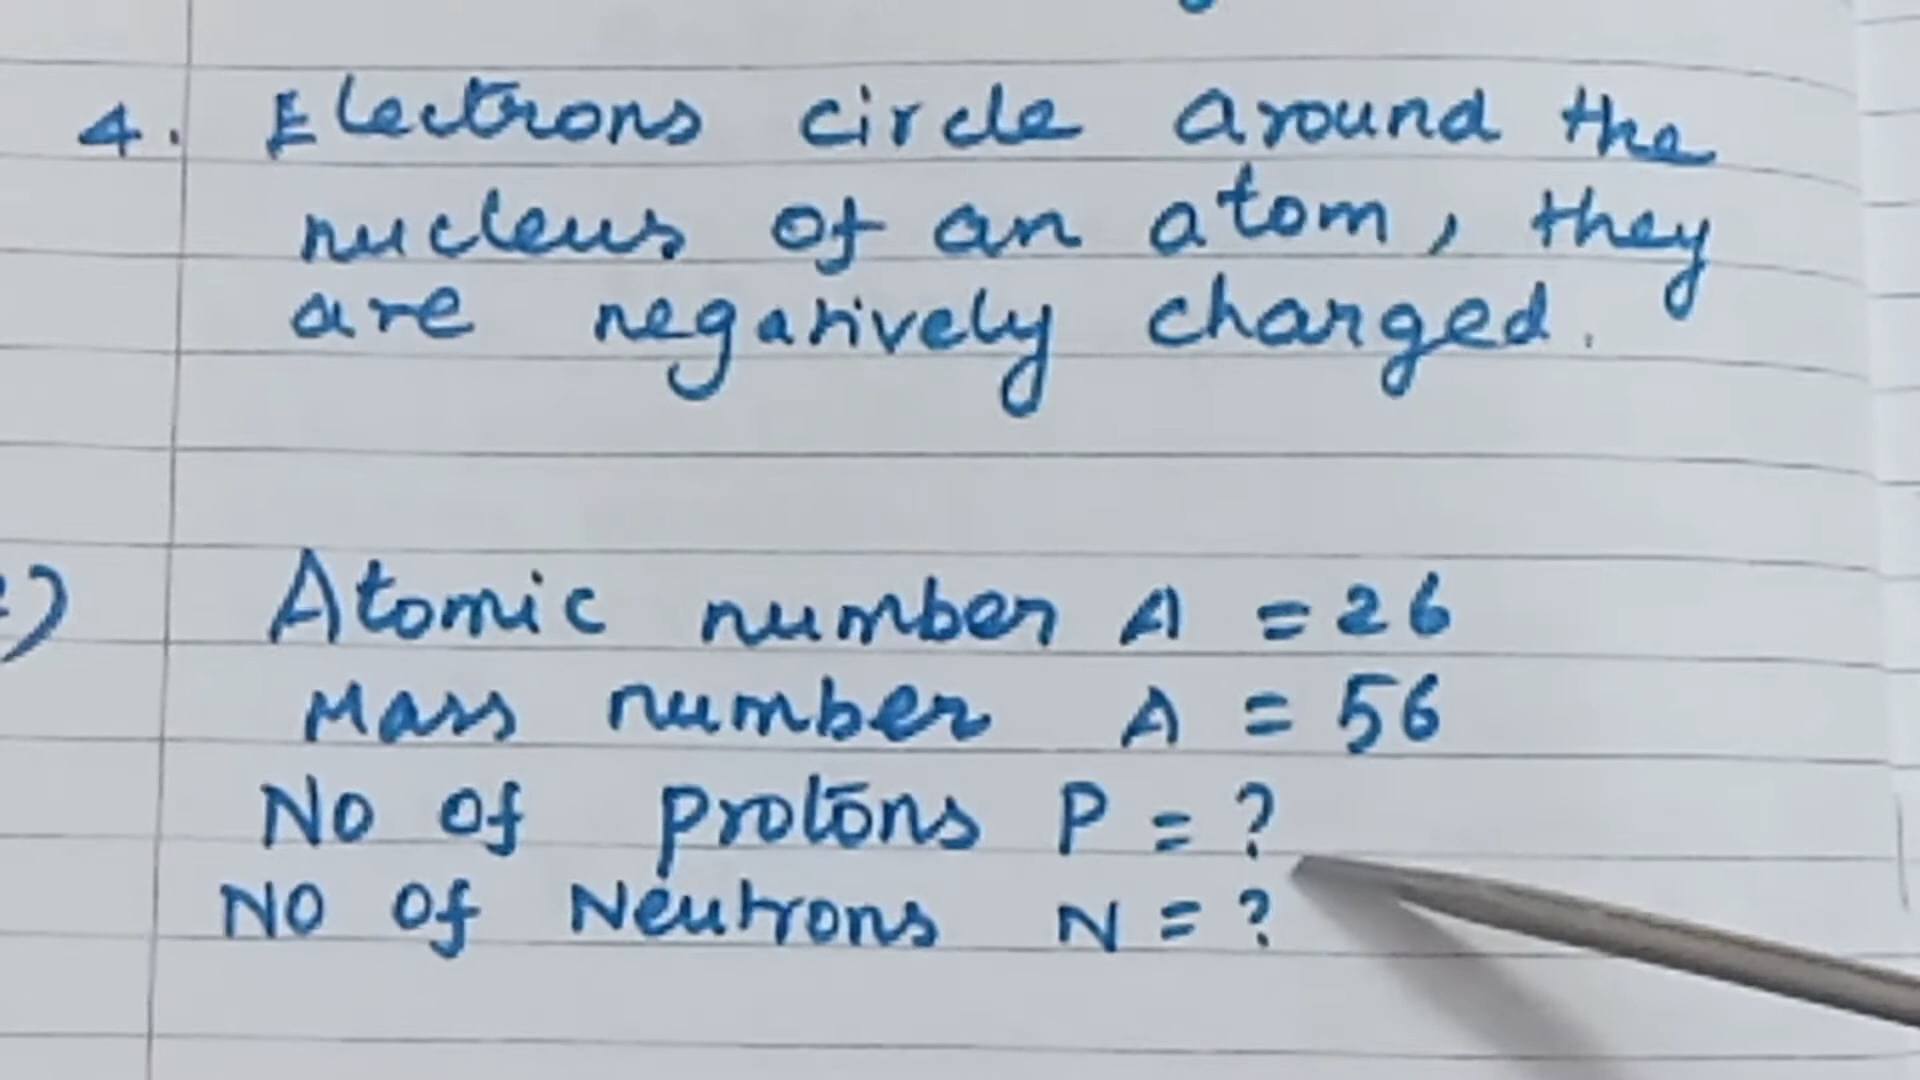 4. Electrons circle around the
nucleus of an atom, they
are negatively charged.
Atomic number A = 26
Mass number A = 56
No of protons P = ?
No of Neutrons N = ?